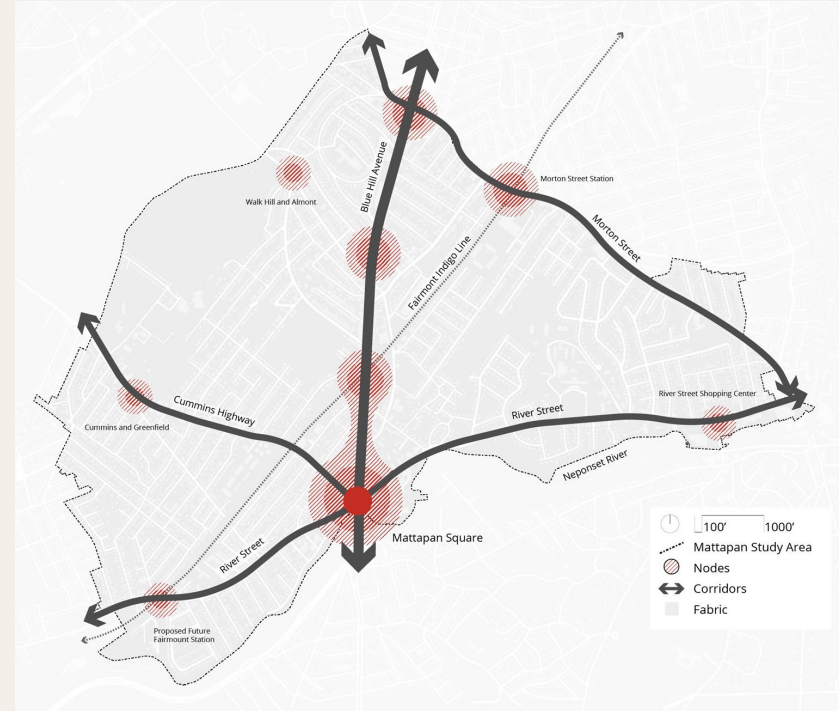 Blue Hill Avenue
Walk Hill and Almont
Morton Street Station
Morton Street
Fairmont Indigo Line
Cummins Highway
Cummins and Greenfield
River Street Shopping Center
River Street
Neponset River
Mattapan Square
River Street
Proposed Future
Fairmount Station
100' 1000'
Mattapan Study Area
Nodes
Corridors
Fabric